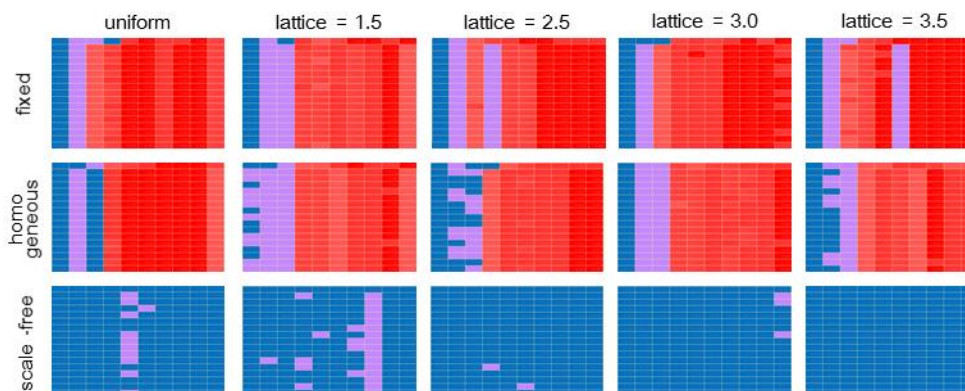 uniform
lattice = 1.5
lattice = 2.5
lattice = 3.0
lattice = 3.5
fixed
homo
geneous
scale -free